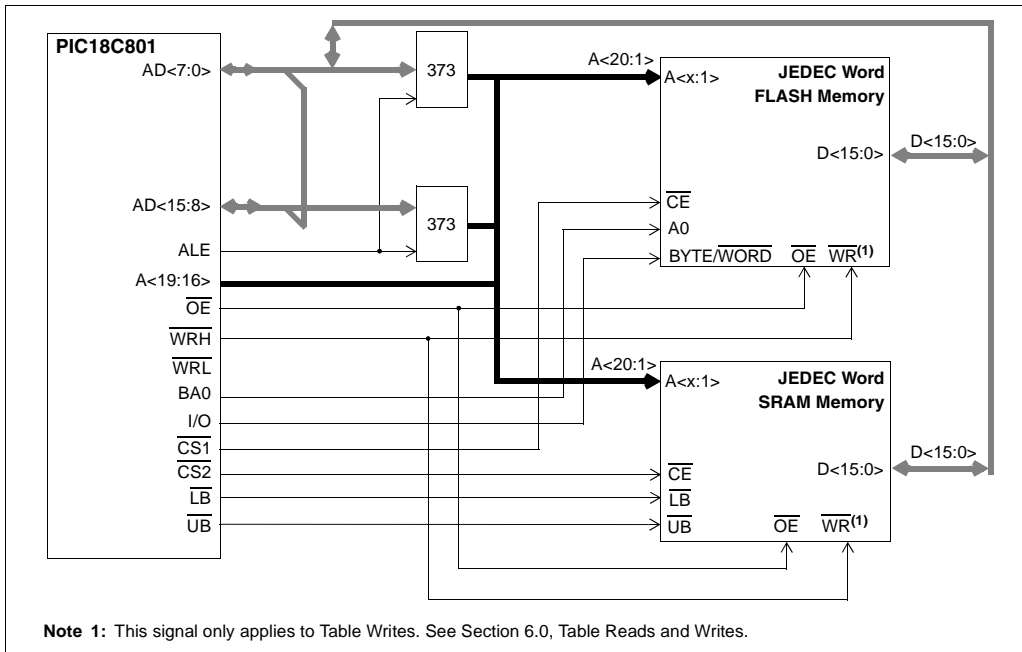 PIC18C801
AD<7:0>
AD<15:8>
ALE
A<19:16>
OE
WRH
WRL
BA0
I/O
CS1
CS2
LB
UB
373
373
A<20:1>
A<x:1>
JEDEC Word
FLASH Memory
D<15:0>
D<15:0>
CE
A0
BYTE/WORD OE WR(1)
A<20:1>
A<x:1>
JEDEC Word
SRAM Memory
D<15:0>
D<15:0>
CE
LB
UB OE WR(1)
Note 1: This signal only applies to Table Writes. See Section 6.0, Table Reads and Writes.